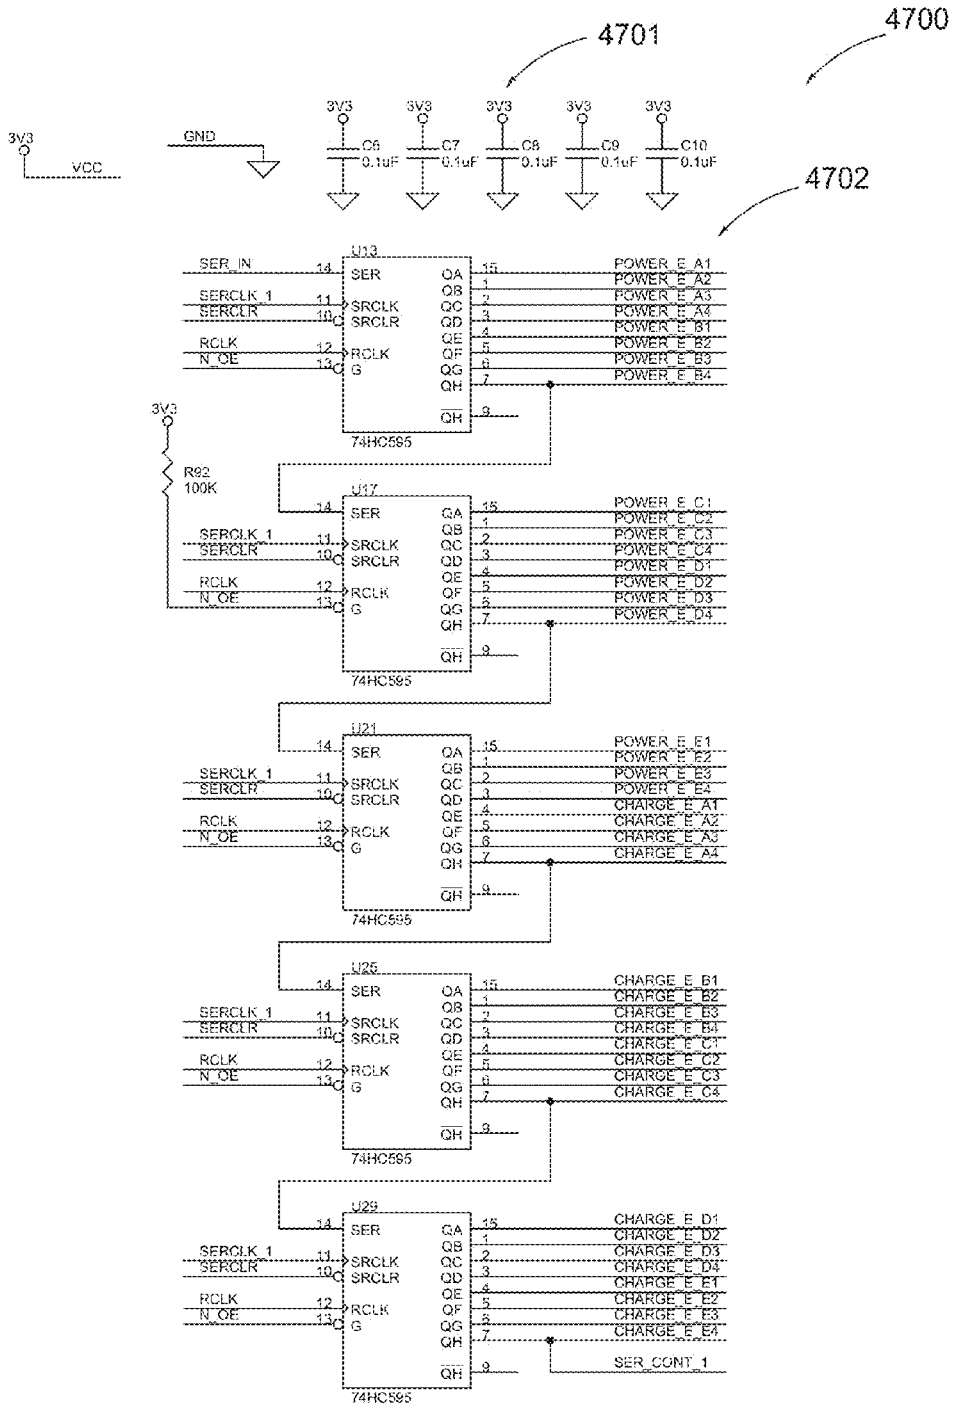 4700
4701
3V3 3V3 3V3 3V3 3V3
3V3
VCC
GND
C6 0.1uF
C7 0.1uF
C8 0.1uF
C9 0.1uF
C10 0.1uF
4702
U13
SER_IN 14 SER QA 15 POWER_E_A1
QB 1 POWER_E_A2
SERCLK_1 11 SRCLK QC 2 POWER_E_A3
SERCLR 10 SRCLR QD 3 POWER_E_A4
QE 4 POWER_E_B1
RCLK 12 RCLK QF 5 POWER_E_B2
N_OE 13 G QG 6 POWER_E_B3
QH 7 POWER_E_B4
QH 9
74HC595
3V3
R92
100K
U17
14 SER QA 15 POWER_E_C1
QB 1 POWER_E_C2
SERCLK_1 11 SRCLK QC 2 POWER_E_C3
SERCLR 10 SRCLR QD 3 POWER_E_C4
QE 4 POWER_E_D1
RCLK 12 RCLK QF 5 POWER_E_D2
N_OE 13 G QG 6 POWER_E_D3
QH 7 POWER_E_D4
QH 9
74HC595
U21
14 SER QA 15 POWER_E_E1
QB 1 POWER_E_E2
SERCLK_1 11 SRCLK QC 2 POWER_E_E3
SERCLR 10 SRCLR QD 3 POWER_E_E4
QE 4 CHARGE_E_A1
RCLK 12 RCLK QF 5 CHARGE_E_A2
N_OE 13 G QG 6 CHARGE_E_A3
QH 7 CHARGE_E_A4
QH 9
74HC595
U25
14 SER QA 15 CHARGE_E_B1
QB 1 CHARGE_E_B2
SERCLK_1 11 SRCLK QC 2 CHARGE_E_B3
SERCLR 10 SRCLR QD 3 CHARGE_E_B4
QE 4 CHARGE_E_C1
RCLK 12 RCLK QF 5 CHARGE_E_C2
N_OE 13 G QG 6 CHARGE_E_C3
QH 7 CHARGE_E_C4
QH 9
74HC595
U29
14 SER QA 15 CHARGE_E_D1
QB 1 CHARGE_E_D2
SERCLK_1 11 SRCLK QC 2 CHARGE_E_D3
SERCLR 10 SRCLR QD 3 CHARGE_E_D4
QE 4 CHARGE_E_E1
RCLK 12 RCLK QF 5 CHARGE_E_E2
N_OE 13 G QG 6 CHARGE_E_E3
QH 7 CHARGE_E_E4
QH 9 SER_CONT_1
74HC595